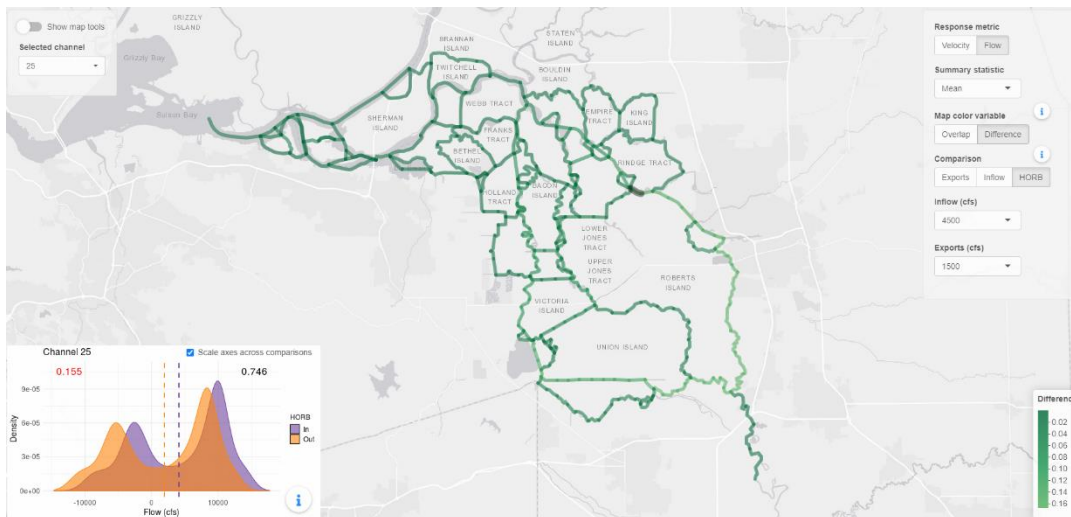 Show map tools
Selected channel
25
GRIZZLY
ISLAND
Grizzly Bay
Suisun Bay
BRANNAN
ISLAND
TWITCHELL
ISLAND
STATEN
ISLAND
BOULDIN
ISLAND
WEBB TRACT
SHERMAN
ISLAND
EMPIRE
TRACT
KING
ISLAND
FRANKS
TRACT
BETHEL
ISLAND
RINDGE TRACT
BACON
ISLAND
HOLLAND
TRACT
LOWER
JONES
TRACT
UPPER
JONES
TRACT
ROBERTS
ISLAND
VICTORIA
ISLAND
UNION ISLAND
Response metric
Velocity Flow
Summary statistic
Mean
Map color variable
Overlap Difference
Comparison
Exports Inflow HORB
Inflow (cfs)
4500
Exports (cfs)
1500
Channel 25
Scale axes across comparisons
0.155 0.746
9e-05
6e-05
3e-05
0e+00
Density
-10000 0 10000
Flow (cfs)
HORB
In
Out
Difference
0.02
0.04
0.06
0.08
0.10
0.12
0.14
0.16